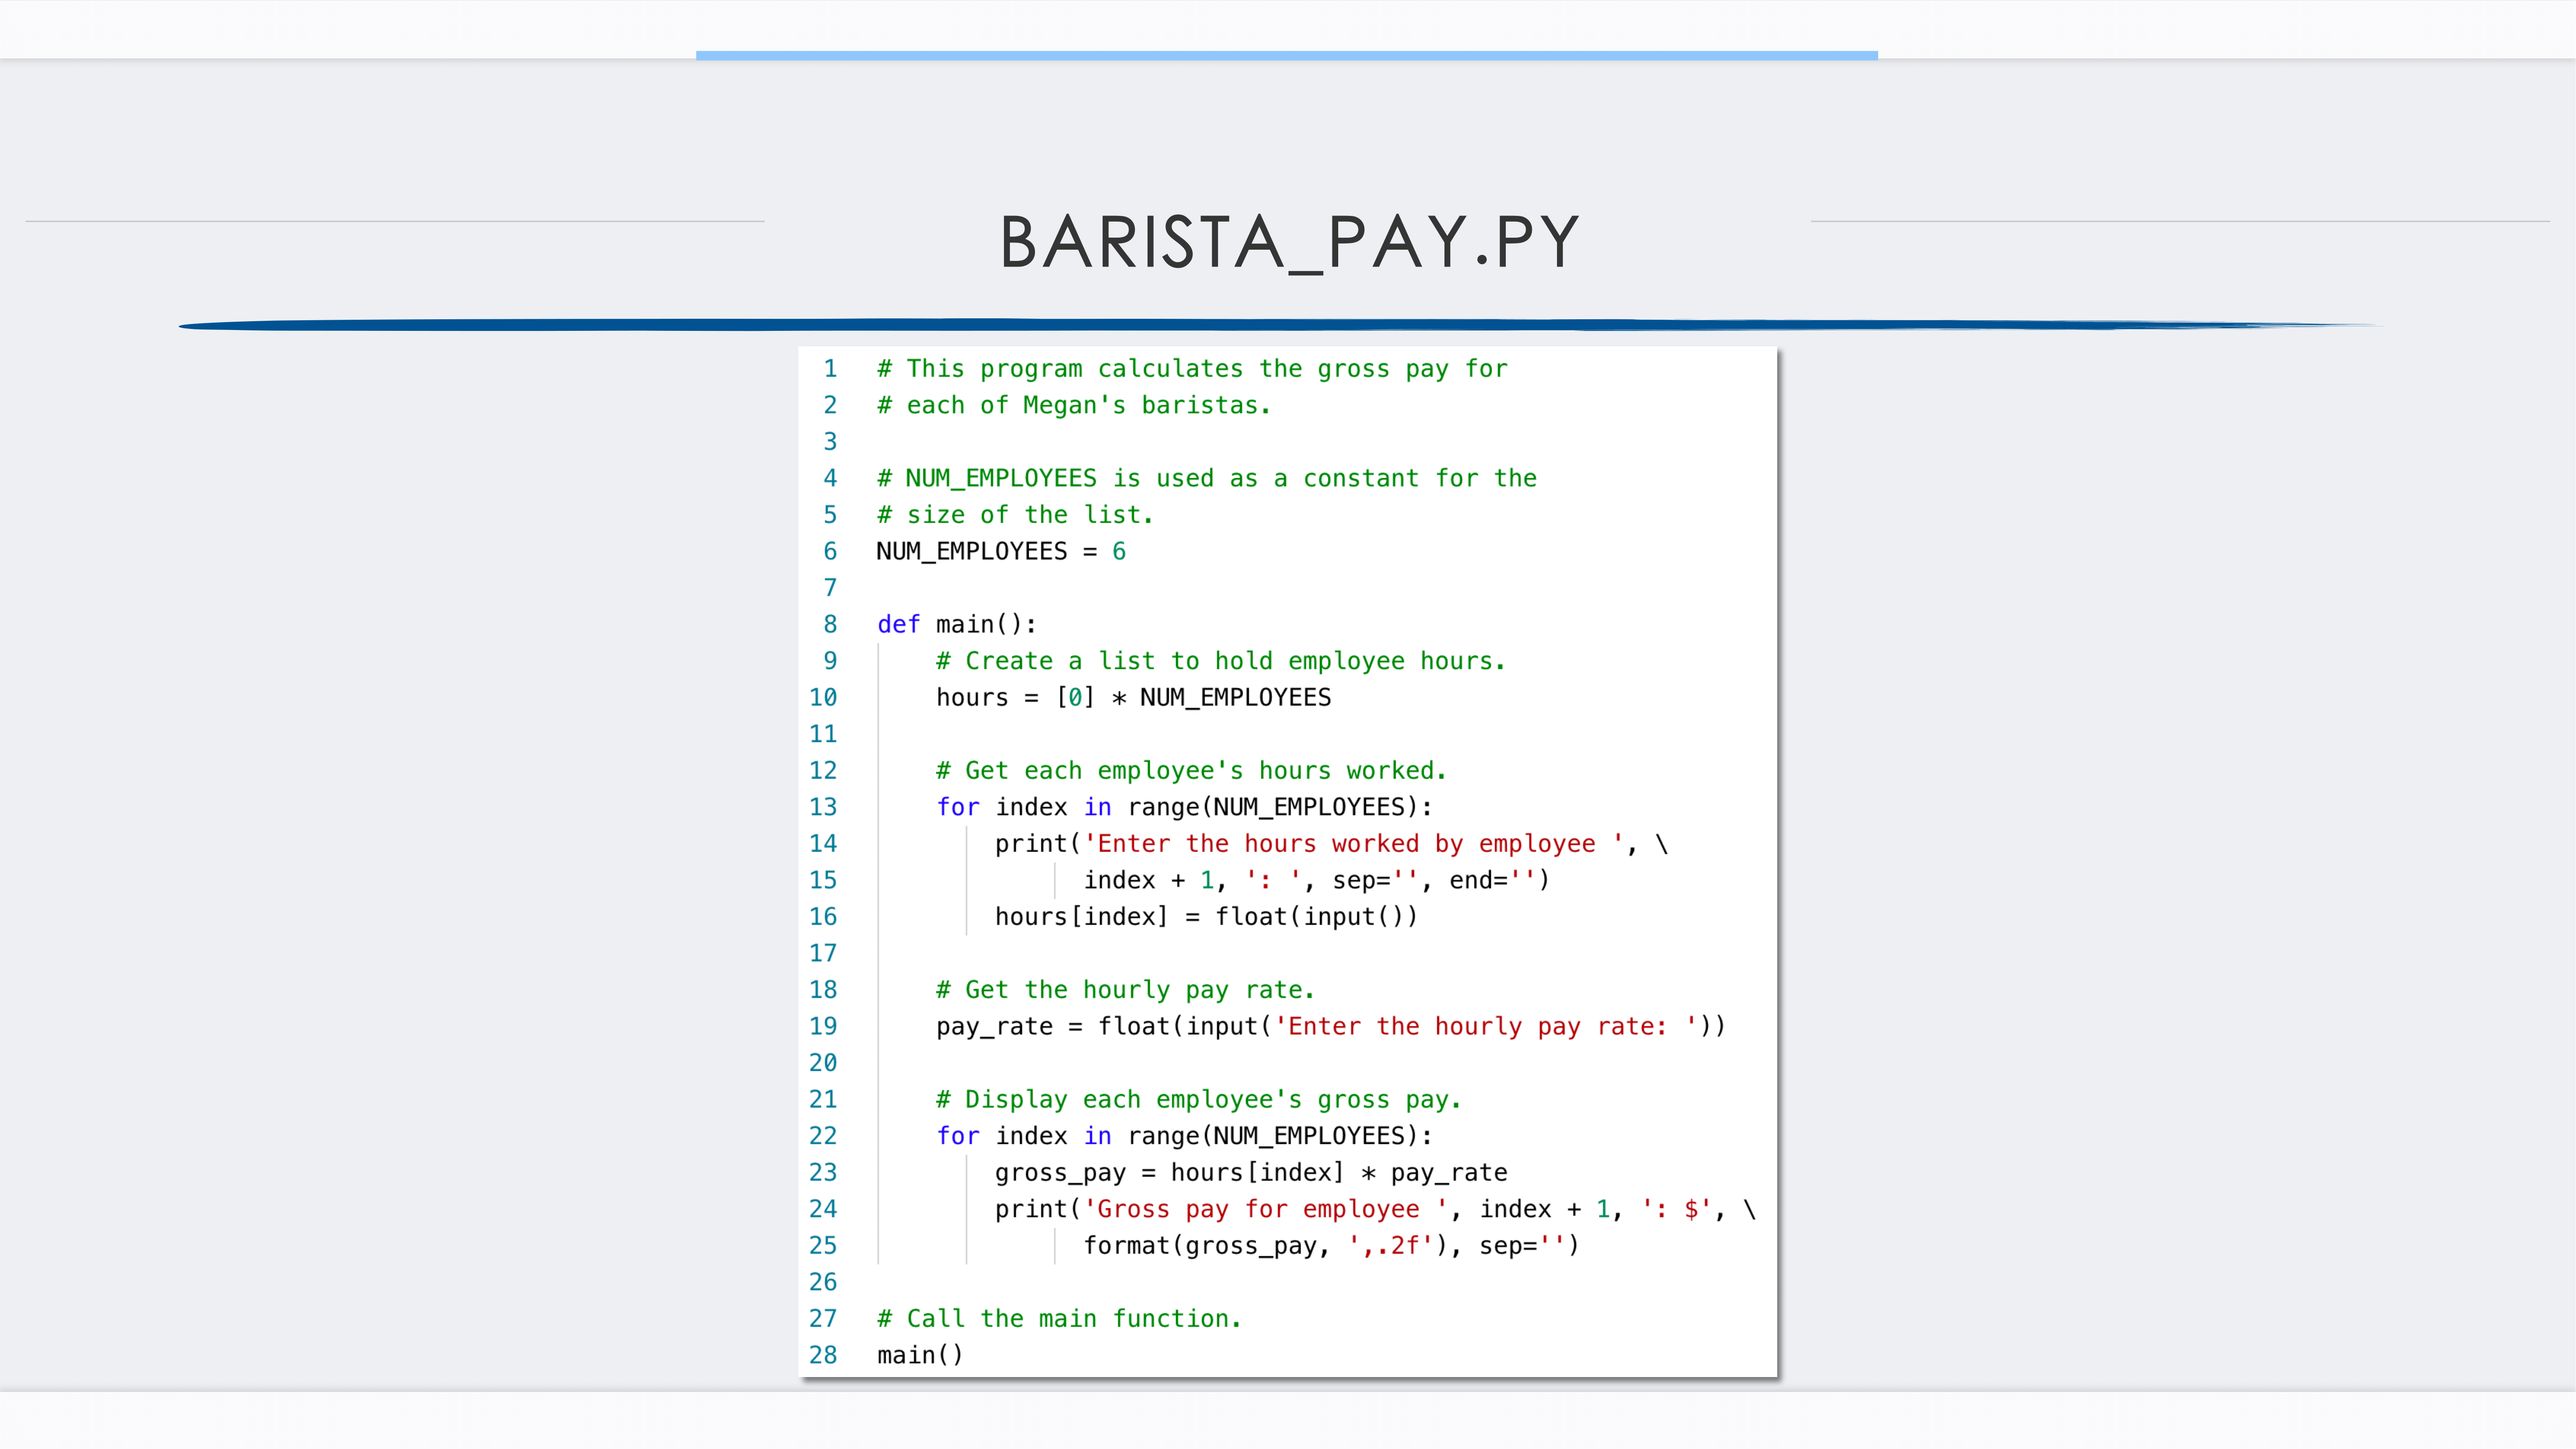 BARISTA_PAY.PY
1 # This program calculates the gross pay for
2 # each of Megan's baristas.
3
4 # NUM_EMPLOYEES is used as a constant for the
5 # size of the list.
6 NUM_EMPLOYEES = 6
7
8 def main():
9     # Create a list to hold employee hours.
10     hours = [0] * NUM_EMPLOYEES
11
12     # Get each employee's hours worked.
13     for index in range(NUM_EMPLOYEES):
14         print('Enter the hours worked by employee ', \
15               index + 1, ': ', sep='', end='')
16         hours[index] = float(input())
17
18     # Get the hourly pay rate.
19     pay_rate = float(input('Enter the hourly pay rate: '))
20
21     # Display each employee's gross pay.
22     for index in range(NUM_EMPLOYEES):
23         gross_pay = hours[index] * pay_rate
24         print('Gross pay for employee ', index + 1, ': $', \
25               format(gross_pay, ',.2f'), sep='')
26
27 # Call the main function.
28 main()